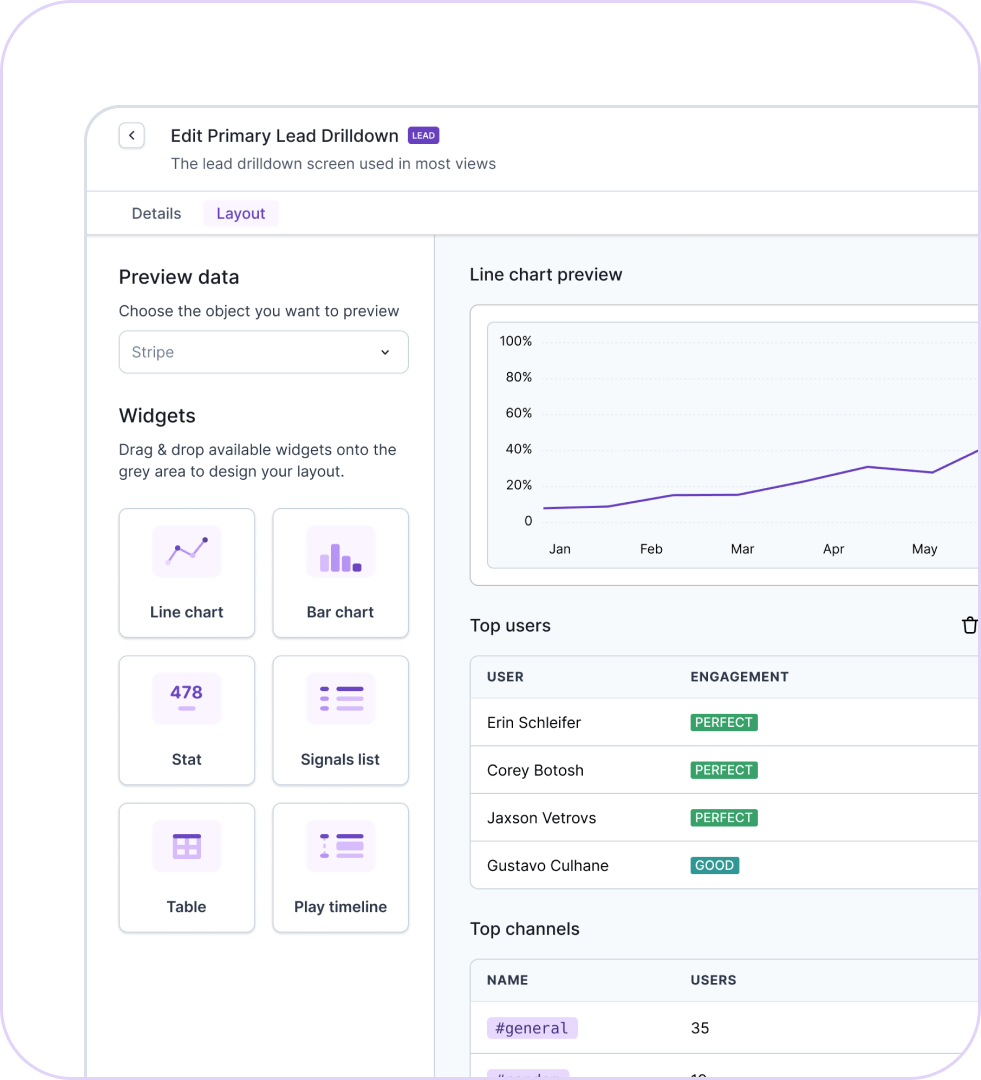 Edit Primary Lead Drilldown LEAD
The lead drilldown screen used in most views
Details Layout
Preview data
Choose the object you want to preview
Stripe
Widgets
Drag & drop available widgets onto the
grey area to design your layout.
Line chart
Bar chart
478
Stat
Signals list
Table
Play timeline
Line chart preview
100%
80%
60%
40%
20%
0
Jan Feb Mar Apr May
Top users
USER ENGAGEMENT
Erin Schleifer PERFECT
Corey Botosh PERFECT
Jaxson Vetrovs PERFECT
Gustavo Culhane GOOD
Top channels
NAME USERS
#general 35